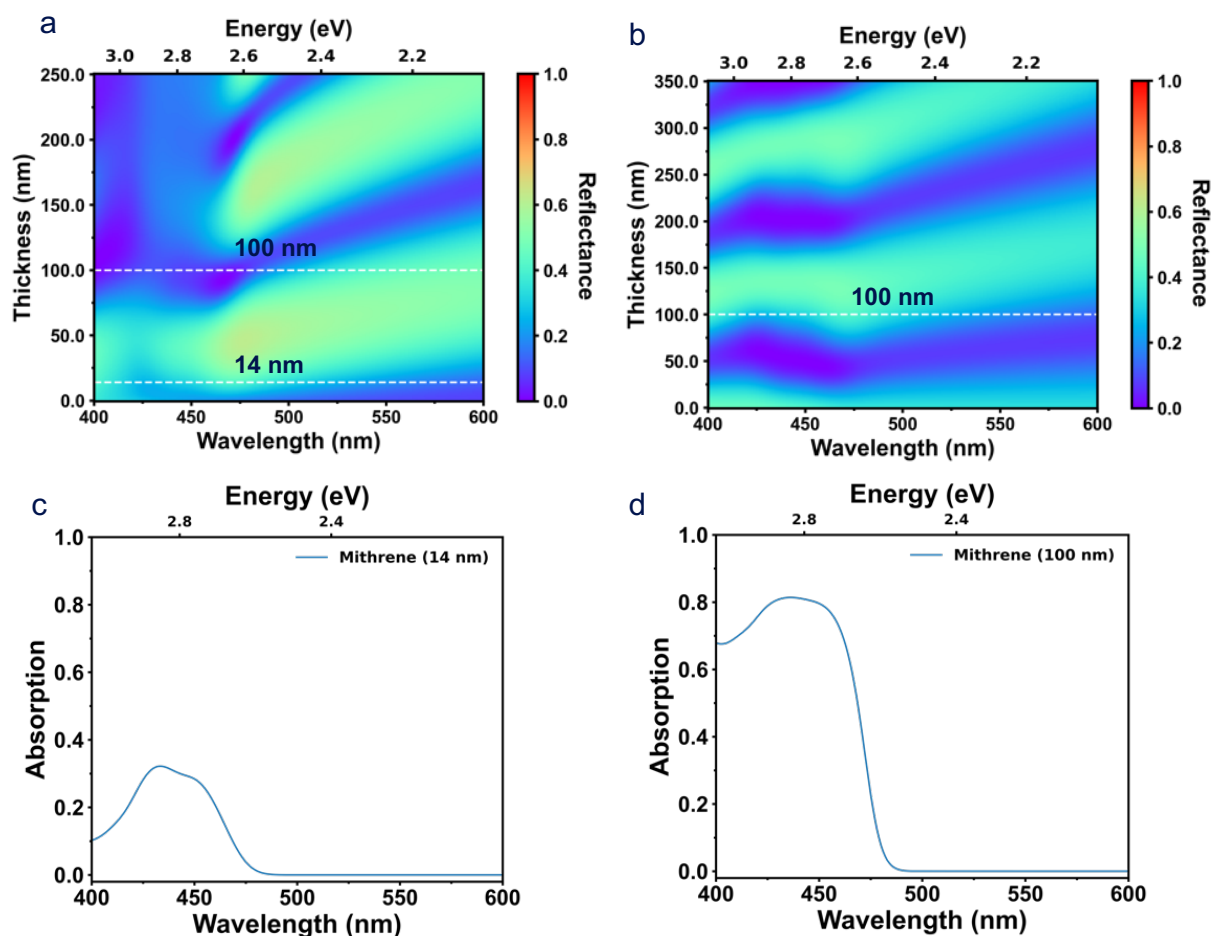 a
Energy (eV)
3.0 2.8 2.6 2.4 2.2
250.0
200.0
150.0
100.0
50.0
0.0
Thickness (nm)
100 nm
14 nm
400 450 500 550 600
Wavelength (nm)
1.0
0.8
0.6
0.4
0.2
0.0
Reflectance
b
Energy (eV)
3.0 2.8 2.6 2.4 2.2
350.0
300.0
250.0
200.0
150.0
100.0
50.0
0.0
Thickness (nm)
100 nm
400 450 500 550 600
Wavelength (nm)
1.0
0.8
0.6
0.4
0.2
0.0
Reflectance
c
Energy (eV)
2.8 2.4
1.0
0.8
0.6
0.4
0.2
0.0
Absorption
Mithrene (14 nm)
400 450 500 550 600
Wavelength (nm)
d
Energy (eV)
2.8 2.4
1.0
0.8
0.6
0.4
0.2
0.0
Absorption
Mithrene (100 nm)
400 450 500 550 600
Wavelength (nm)